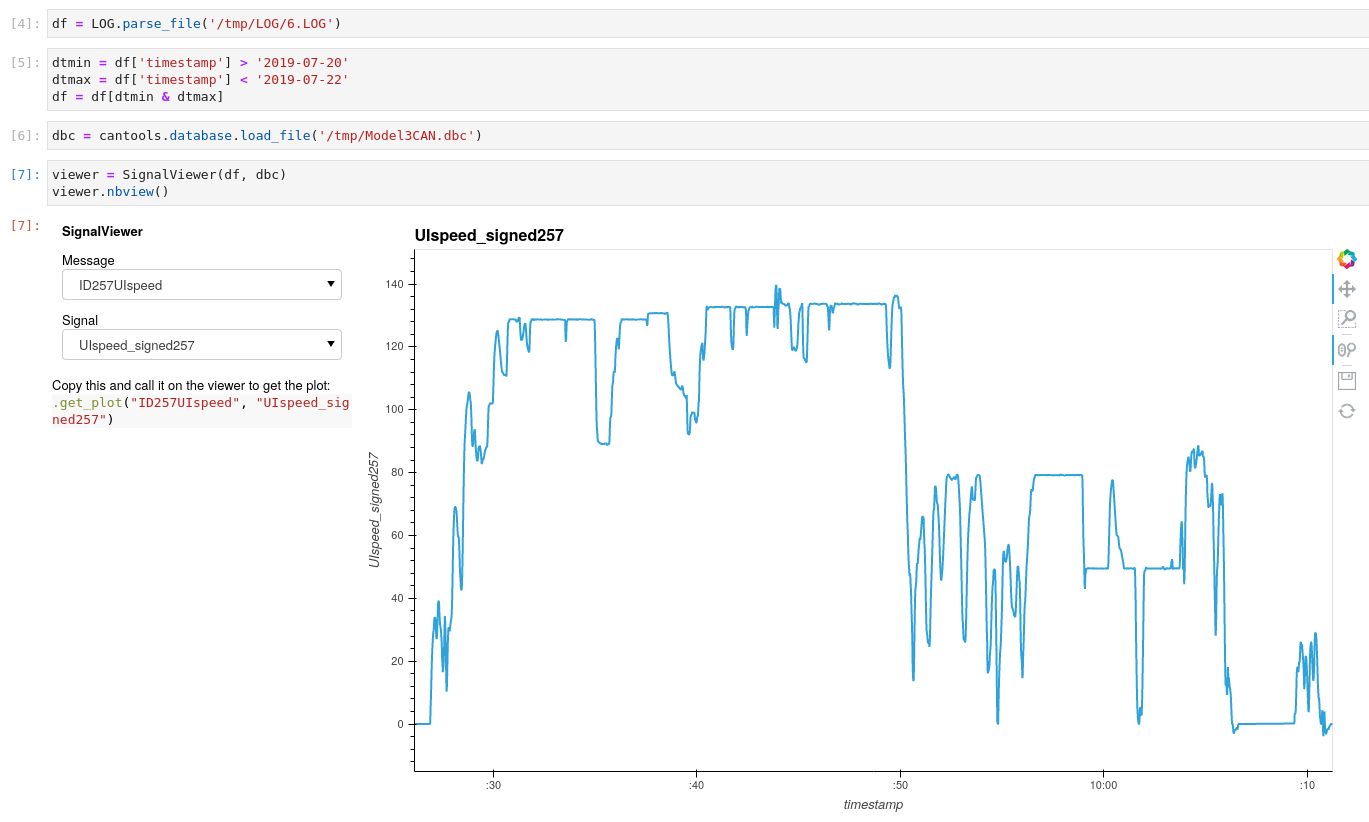 [4]: df = LOG.parse_file('/tmp/LOG/6.LOG')
[5]: dtmin = df['timestamp'] > '2019-07-20'
dtmax = df['timestamp'] < '2019-07-22'
df = df[dtmin & dtmax]
[6]: dbc = cantools.database.load_file('/tmp/Model3CAN.dbc')
[7]: viewer = SignalViewer(df, dbc)
viewer.nbview()
[7]:
SignalViewer
Message
ID257UIspeed
Signal
UIspeed_signed257
Copy this and call it on the viewer to get the plot:
.get_plot("ID257UIspeed", "UIspeed_sig
ned257")
UIspeed_signed257
140
120
100
80
60
40
20
0
UIspeed_signed257
:30 :40 :50 10:00 :10
timestamp